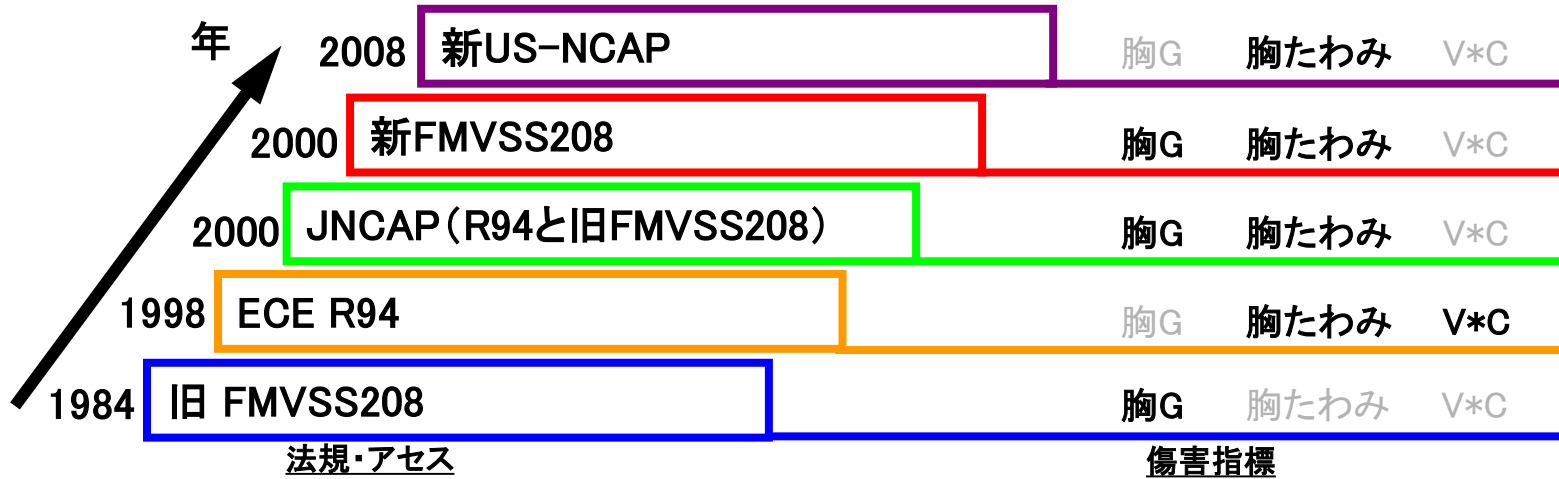 年
2008 新US-NCAP 胸G 胸たわみ V*C
2000 新FMVSS208 胸G 胸たわみ V*C
2000 JNCAP（R94と旧FMVSS208） 胸G 胸たわみ V*C
1998 ECE R94 胸G 胸たわみ V*C
1984 旧 FMVSS208 胸G 胸たわみ V*C
法規・アセス 傷害指標